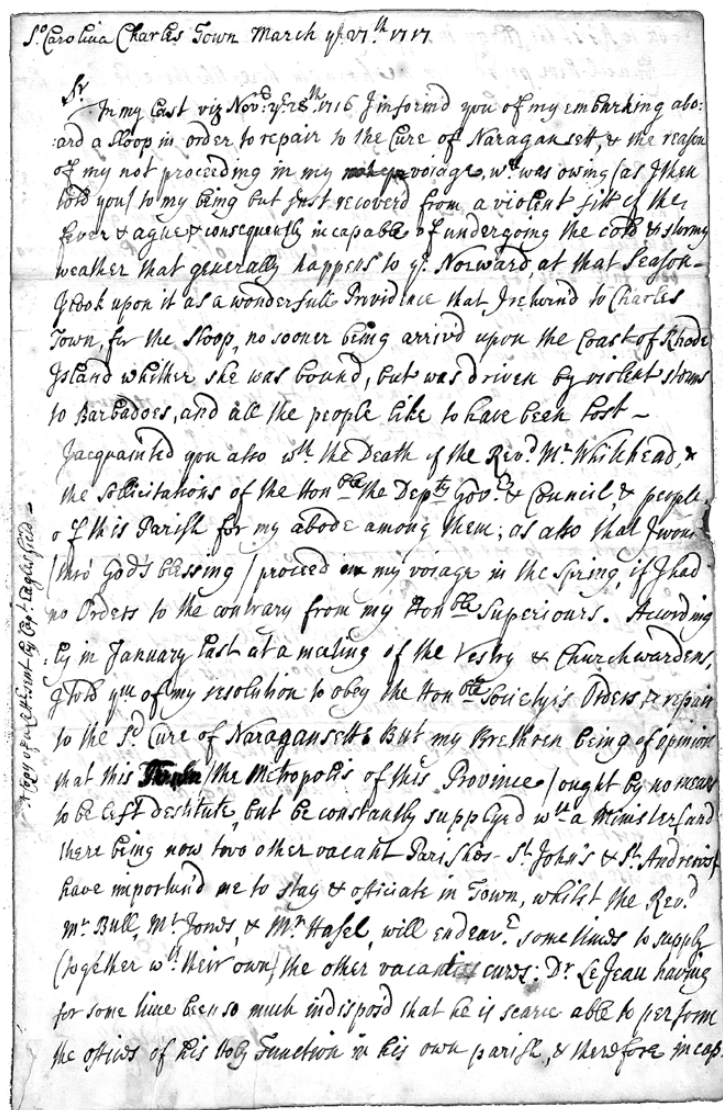 So Carolina Charles Town March ye. 27th 1717
Sr
In my Last viz Novr: ye: 28th. 1716 I inform'd you of my embarking abo:
:ard a Sloop in order to repair to the Cure of Naragansett, & the reason
of my not proceeding in my voiage, wch was owing (as I then
told you) to my being but just recoverd from a violent fitt of the
fever & ague & consequently incapable of undergoing the cold & stormy
weather that generally happens to ye. Norward at that Season -
I look upon it as a wonderfull Providence that I return'd to Charles
Town, for the Sloop, no sooner being arriv'd upon the Coast of Rhode
Island whither she was bound, but was driven by violent storms
to Barbadoes, and all the people like to have been lost -
I acquainted you also wth. the Death of the Revd. Mr Whitehead, &
the sollicitations of the Honble the Depty Govr. & Council, & people
of this Parish for my abode among them; as also that I wou:
(thro' God's blessing) proceed in my voiage in the Spring, if I had
no Orders to the contrary from my Honble Superiours. Acording
:ly in January last at a meeting of the Vestry & Churchwardens,
I told ym of my resolution to obey the Honble Society's Orders, & repair
to the Sd. Cure of Naragansett: But my Brethren being of opinion
that this (the Metropolis of this Province) ought by no means
to be left destitute, but be constantly supplyed wth a Minister, (and
there being now two other vacant Parishes - St. John's & St. Andrew's)
have importun'd me to stay & officiate in Town, whilst the Revd.
Mr Bull, Mr Jones, & Mr Hasel, will endeavr. some times to supply
(together wth. their own) the other vacant cures: Dr. LeJeau having
for some time been so much indispos'd that he is scarce able to perform
the offices of his Holy Function in his own parish, & therefore incap
A Copy of a Lettr. Sent by Capt. Eaglesfield -